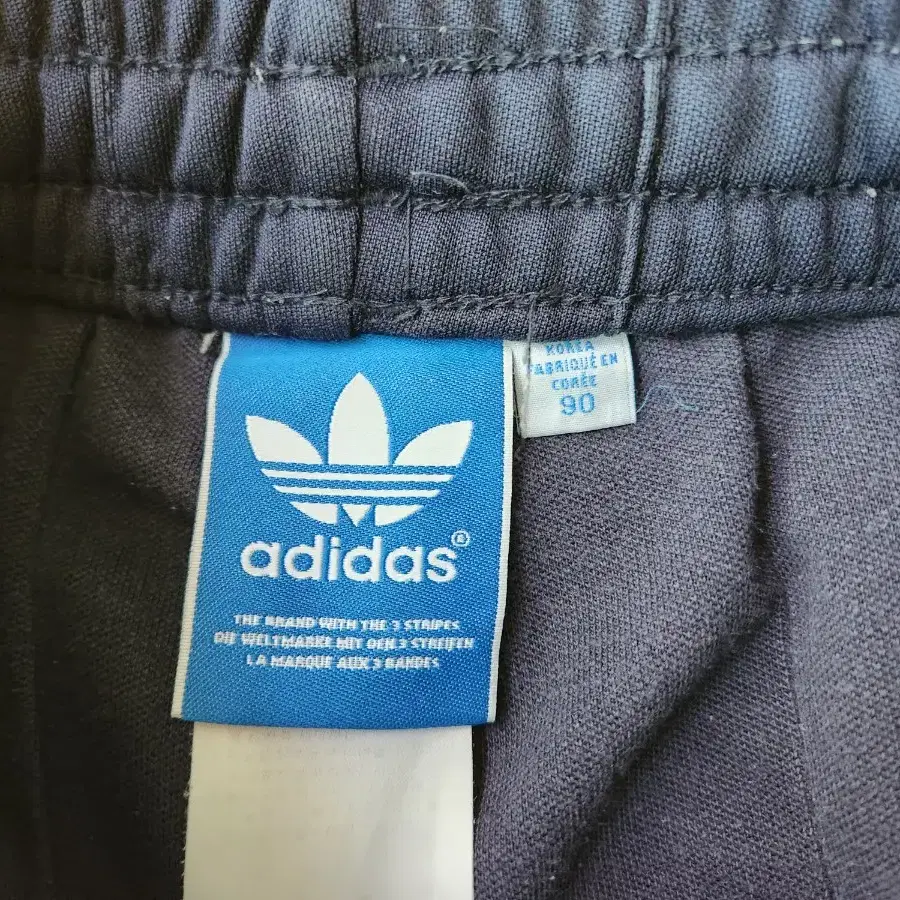 adidas®
THE BRAND WITH THE 3 STRIPES
DIE WELTMARKE MIT DEN 3 STREIFEN
LA MARQUE AUX 3 BANDES
KOREA
FABRIQUÉ EN
CORÉE
90